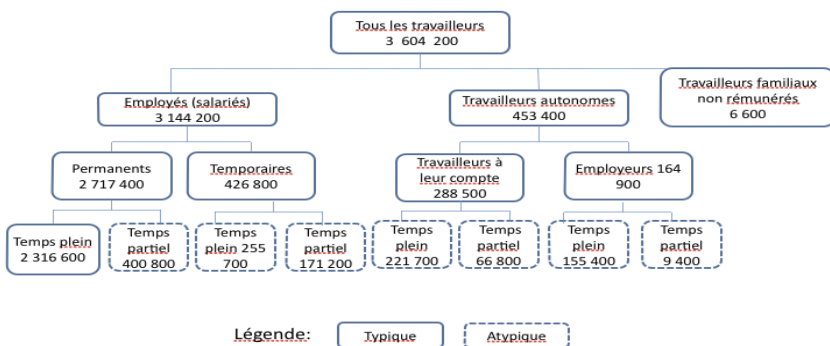 Tous les travailleurs
3 604 200
Employés (salariés)
3 144 200
Travailleurs autonomes
453 400
Travailleurs familiaux
non rémunérés
6 600
Permanents
2 717 400
Temporaires
426 800
Travailleurs à
leur compte
288 500
Employeurs 164
900
Temps plein
2 316 600
Temps
partiel
400 800
Temps
plein 255
700
Temps
partiel
171 200
Temps
plein
221 700
Temps
partiel
66 800
Temps
plein
155 400
Temps
partiel
9 400
Légende:
Typique
Atypique